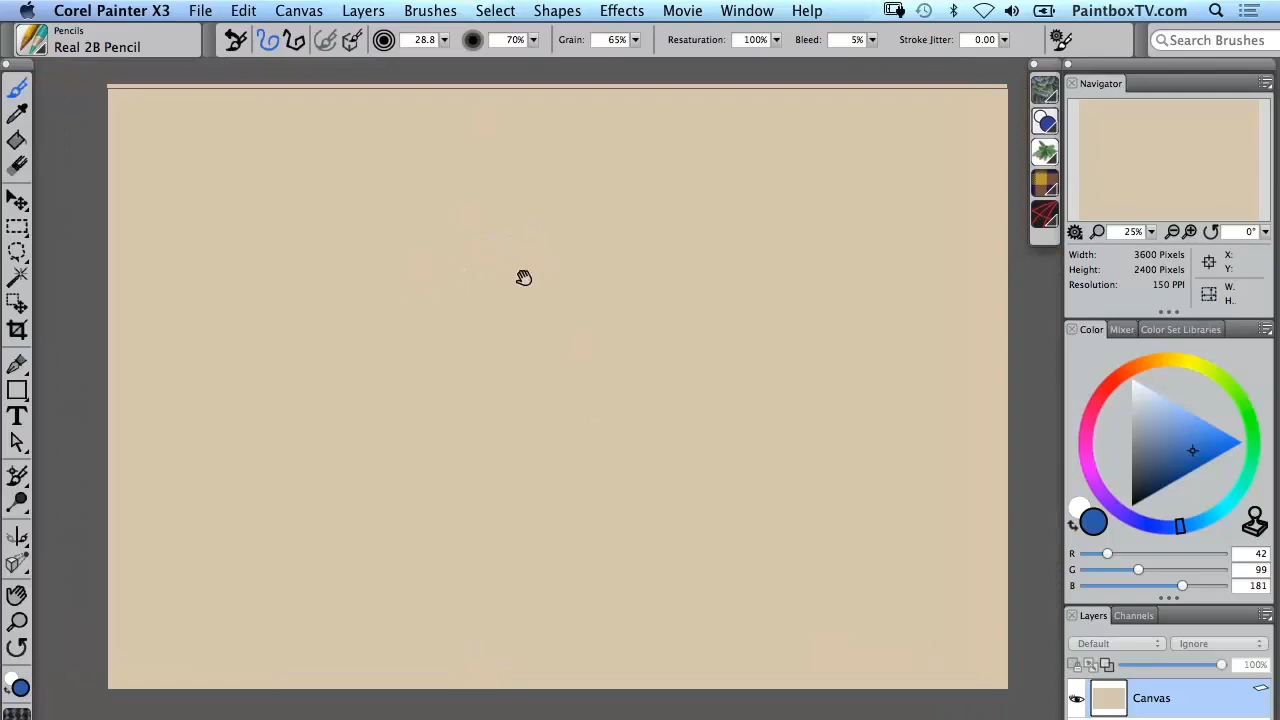 Corel Painter X3 File Edit Canvas Layers Brushes Select Shapes Effects Movie Window Help PaintboxTV.com
Pencils
Real 2B Pencil
28.8 70% Grain: 65% Resaturation: 100% Bleed: 5% Stroke Jitter: 0.00 Search Brushes
Navigator
25% 0°
Width: 3600 Pixels X:
Height: 2400 Pixels Y:
Resolution: 150 PPI W.
H..
Color Mixer Color Set Libraries
R 42
G 99
B 181
Layers Channels
Default Ignore
100%
Canvas
T